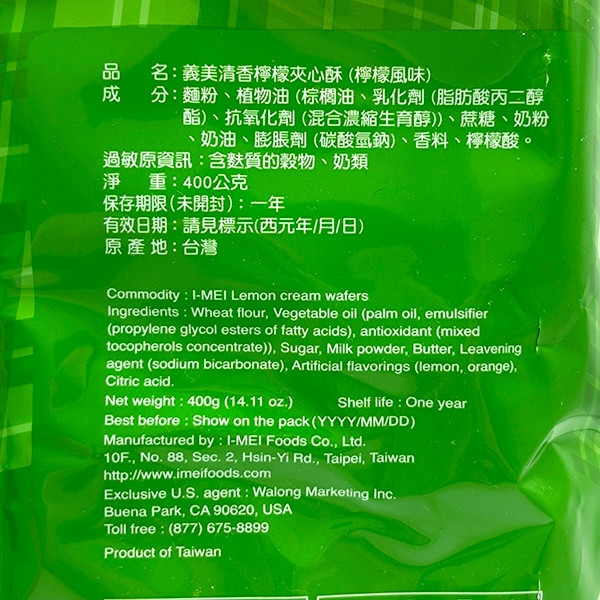 品　　名：義美清香檸檬夾心酥 (檸檬風味)
成　　分：麵粉、植物油 (棕櫚油、乳化劑 (脂肪酸丙二醇
酯)、抗氧化劑 (混合濃縮生育醇))、蔗糖、奶粉
、奶油、膨脹劑 (碳酸氫鈉)、香料、檸檬酸。
過敏原資訊：含麩質的穀物、奶類
淨　　重：400公克
保存期限(未開封)：一年
有效日期：請見標示(西元年/月/日)
原 產 地：台灣
Commodity : I-MEI Lemon cream wafers
Ingredients : Wheat flour, Vegetable oil (palm oil, emulsifier
(propylene glycol esters of fatty acids), antioxidant (mixed
tocopherols concentrate)), Sugar, Milk powder, Butter, Leavening
agent (sodium bicarbonate), Artificial flavorings (lemon, orange),
Citric acid.
Net weight : 400g (14.11 oz.)　　Shelf life : One year
Best before : Show on the pack (YYYY/MM/DD)
Manufactured by : I-MEI Foods Co., Ltd.
10F., No. 88, Sec. 2, Hsin-Yi Rd., Taipei, Taiwan
http://www.imeifoods.com
Exclusive U.S. agent : Walong Marketing Inc.
Buena Park, CA 90620, USA
Toll free : (877) 675-8899
Product of Taiwan